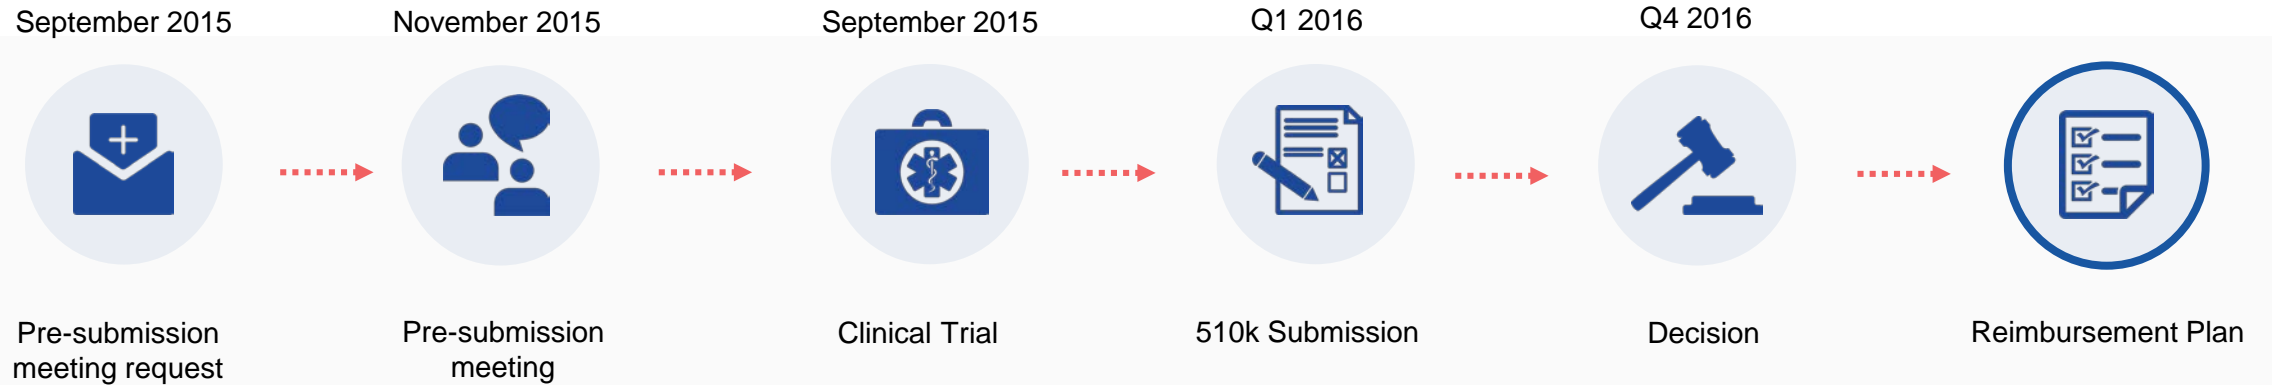 September 2015
November 2015
September 2015
Q1 2016
Q4 2016
Pre-submission
meeting request
Pre-submission
meeting
Clinical Trial
510k Submission
Decision
Reimbursement Plan